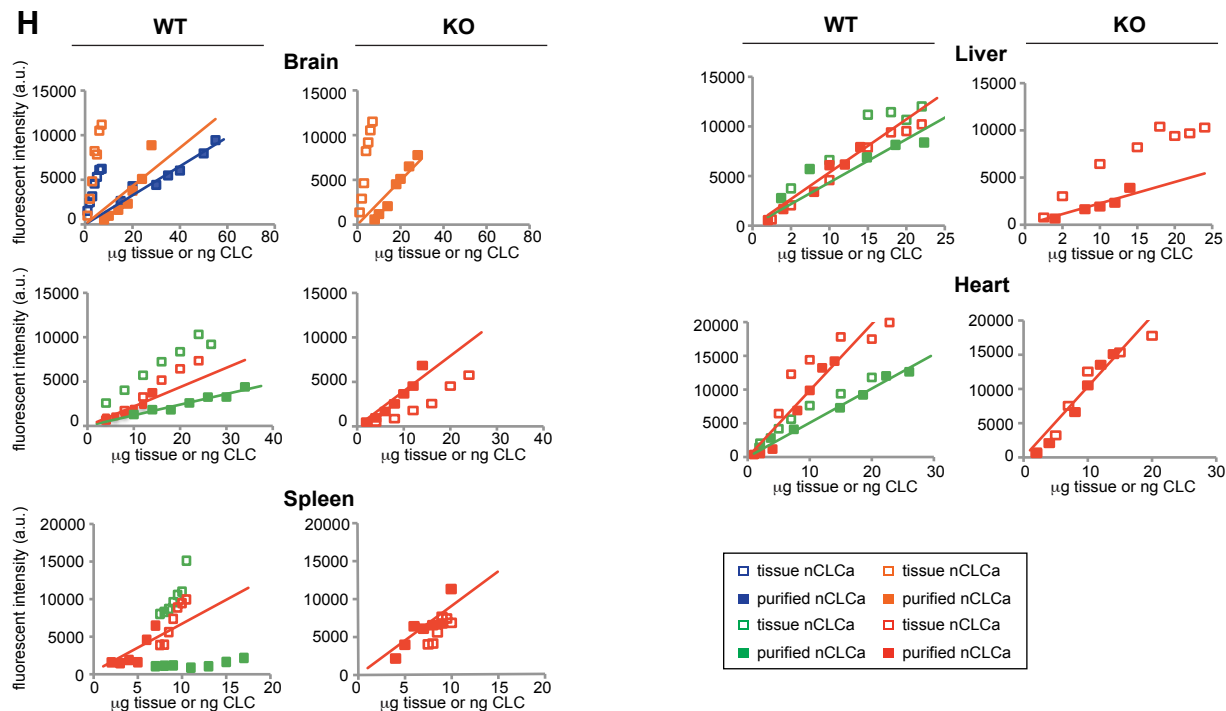 H
WT
KO
Brain
fluorescent intensity (a.u.)
15000
10000
5000
0
0 20 40 60 80
μg tissue or ng CLC
15000
10000
5000
0
0 20 40 60 80
μg tissue or ng CLC
fluorescent intensity (a.u.)
15000
10000
5000
0
0 10 20 30 40
μg tissue or ng CLC
15000
10000
5000
0
0 10 20 30 40
μg tissue or ng CLC
Spleen
fluorescent intensity (a.u.)
20000
15000
10000
5000
0
0 5 10 15 20
μg tissue or ng CLC
20000
15000
10000
5000
0
0 5 10 15 20
μg tissue or ng CLC
WT
KO
Liver
15000
10000
5000
0
0 2 10 15 20 25
μg tissue or ng CLC
15000
10000
5000
0
0 2 10 15 20 25
μg tissue or ng CLC
Heart
20000
15000
10000
5000
0
0 10 20 30
μg tissue or ng CLC
20000
15000
10000
5000
0
0 10 20 30
μg tissue or ng CLC
tissue nCLCa tissue nCLCa
purified nCLCa purified nCLCa
tissue nCLCa tissue nCLCa
purified nCLCa purified nCLCa